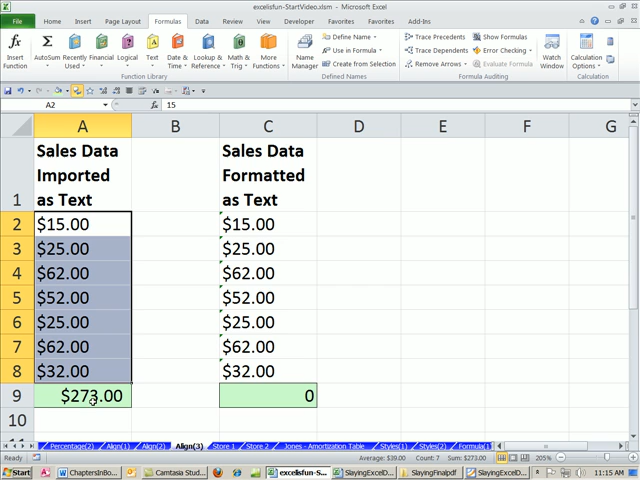 excelisfun-StartVideo.xlsm - Microsoft Excel
File Home Insert Page Layout Formulas Data Review View Developer Favorites Favorites Add-Ins
Insert Function
AutoSum
Recently Used
Financial
Logical
Text
Date & Time
Lookup & Reference
Math & Trig
More Functions
Function Library
Name Manager
Define Name
Use in Formula
Create from Selection
Defined Names
Trace Precedents
Trace Dependents
Remove Arrows
Show Formulas
Error Checking
Evaluate Formula
Formula Auditing
Watch Window
Calculation Options
Calculation
A2 fx 15
A B C D E F G
1 Sales Data Imported as Text Sales Data Formatted as Text
2 $15.00 $15.00
3 $25.00 $25.00
4 $62.00 $62.00
5 $52.00 $52.00
6 $25.00 $25.00
7 $62.00 $62.00
8 $32.00 $32.00
9 $273.00 0
10
Percentage(2) Align(1) Align(2) Align(3) Store 1 Store 2 Jones - Amortization Table Styles(1) Styles(2) Formula(1
Ready Average: $39.00 Count: 7 Sum: $273.00 205%
Start ChaptersInBo... Camtasia Stud... excelisfun-S... SlayingExcelD... SlayingFinalpdf SlayingExcelD... 11:15 AM